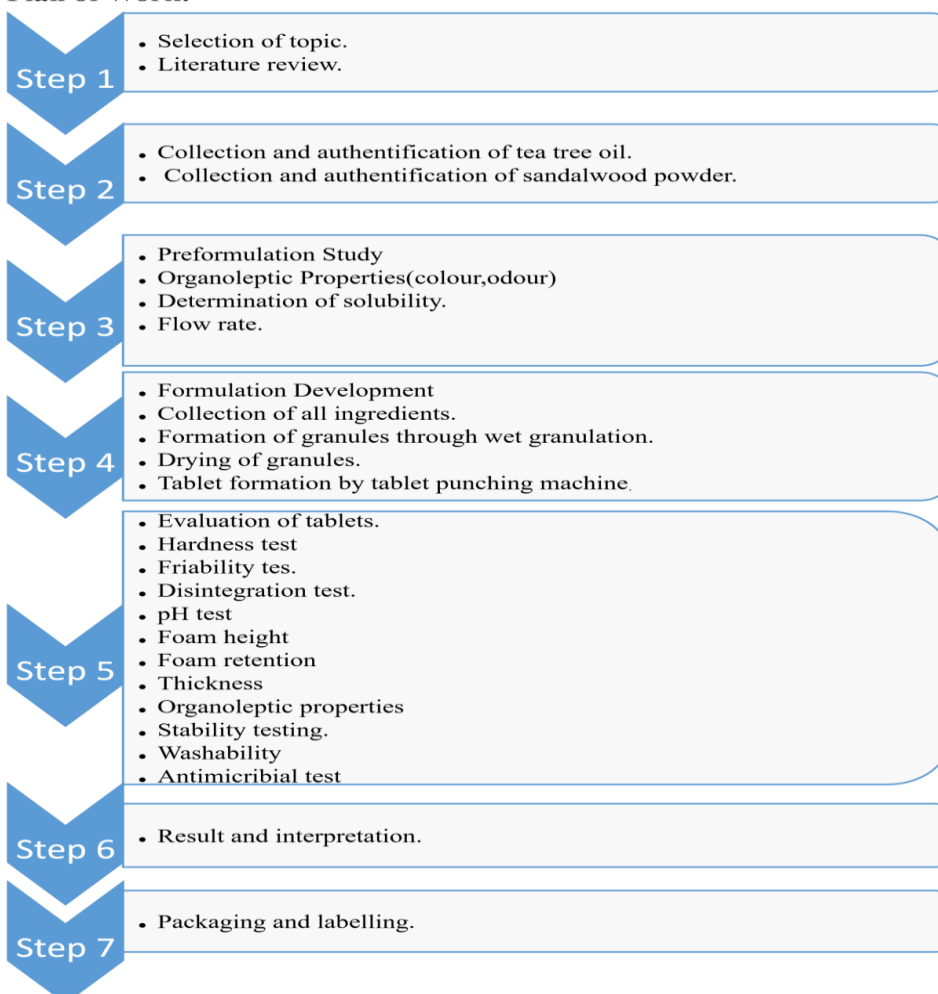 Step 1
• Selection of topic.
• Literature review.
Step 2
• Collection and authentification of tea tree oil.
• Collection and authentification of sandalwood powder.
Step 3
• Preformulation Study
• Organoleptic Properties(colour,odour)
• Determination of solubility.
• Flow rate.
Step 4
• Formulation Development
• Collection of all ingredients.
• Formation of granules through wet granulation.
• Drying of granules.
• Tablet formation by tablet punching machine.
Step 5
• Evaluation of tablets.
• Hardness test
• Friability tes.
• Disintegration test.
• pH test
• Foam height
• Foam retention
• Thickness
• Organoleptic properties
• Stability testing.
• Washability
• Antimicribial test
Step 6
• Result and interpretation.
Step 7
• Packaging and labelling.